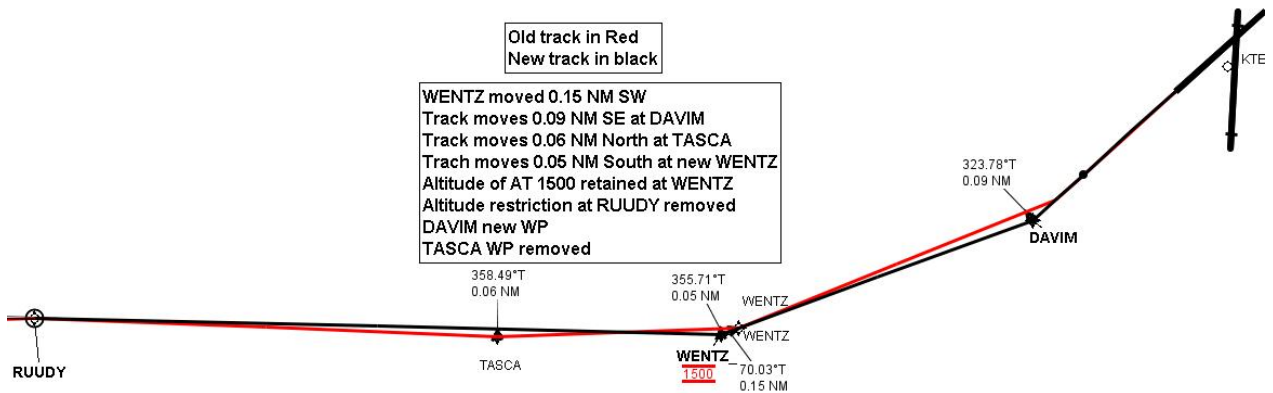 Old track in Red
New track in black
WENTZ moved 0.15 NM SW
Track moves 0.09 NM SE at DAVIM
Track moves 0.06 NM North at TASCA
Trach moves 0.05 NM South at new WENTZ
Altitude of AT 1500 retained at WENTZ
Altitude restriction at RUUDY removed
DAVIM new WP
TASCA WP removed
KTE
323.78°T
0.09 NM
DAVIM
358.49°T
0.06 NM
355.71°T
0.05 NM
WENTZ
WENTZ
TASCA
WENTZ
1500
70.03°T
0.15 NM
RUUDY